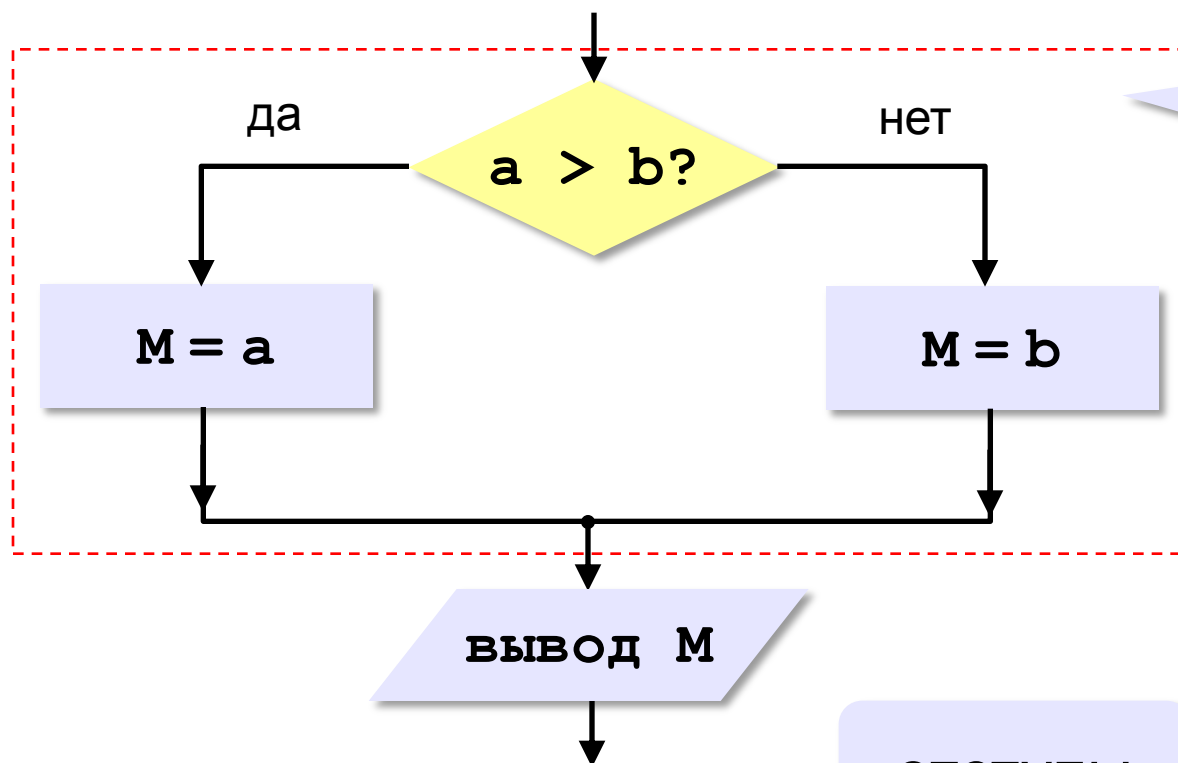 да
нет
a > b?
M = a
M = b
вывод M